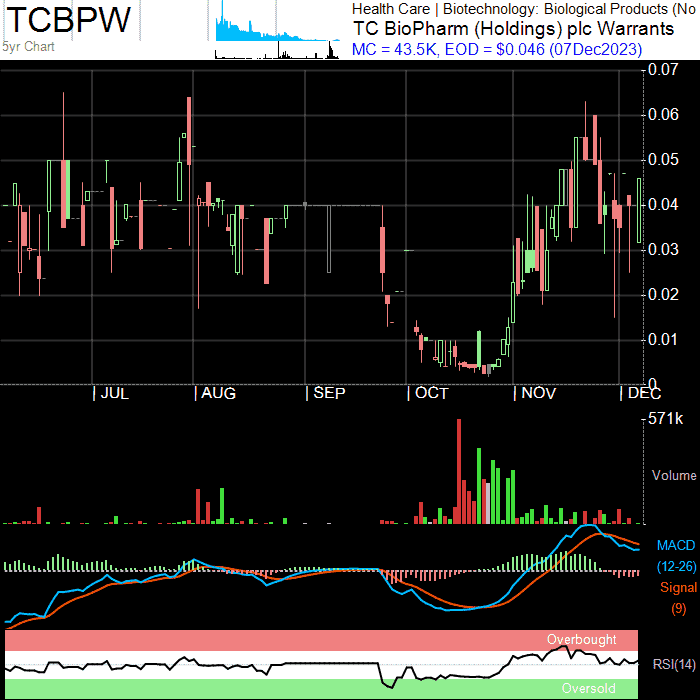 TCBPW
Health Care | Biotechnology: Biological Products (No
TC BioPharm (Holdings) plc Warrants
5yr Chart
MC = 43.5K, EOD = $0.046 (07Dec2023)
0.07
0.06
0.05
0.04
0.03
0.02
0.01
0
| JUL | AUG | SEP | OCT | NOV | DEC
571k
Volume
MACD
(12-26)
Signal
(9)
Overbought
RSI(14)
Oversold